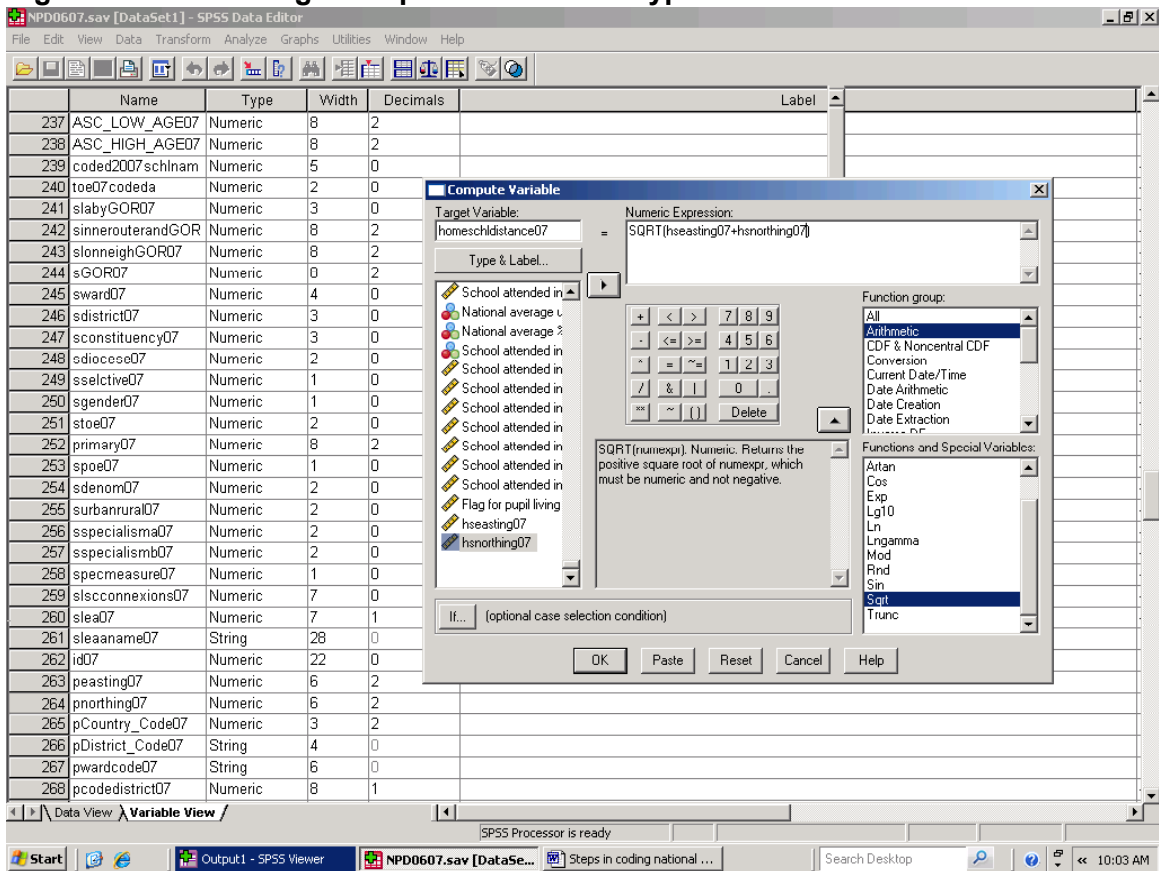 NPD0607.sav [DataSet1] - SPSS Data Editor
File Edit View Data Transform Analyze Graphs Utilities Window Help
Name Type Width Decimals Label
237 ASC_LOW_AGE07 Numeric 8 2
238 ASC_HIGH_AGE07 Numeric 8 2
239 coded2007schlnam Numeric 5 0
240 toe07codeda Numeric 2 0
241 slabyGOR07 Numeric 3 0
242 sinnerouterandGOR Numeric 8 2
243 slonneighGOR07 Numeric 8 2
244 sGOR07 Numeric 0 2
245 sward07 Numeric 4 0
246 sdistrict07 Numeric 3 0
247 sconstituency07 Numeric 3 0
248 sdiocese07 Numeric 2 0
249 sselctive07 Numeric 1 0
250 sgender07 Numeric 1 0
251 stoe07 Numeric 2 0
252 primary07 Numeric 8 2
253 spoe07 Numeric 1 0
254 sdenom07 Numeric 2 0
255 surbanrural07 Numeric 2 0
256 sspecialisma07 Numeric 2 0
257 sspecialismb07 Numeric 2 0
258 specmeasure07 Numeric 1 0
259 slscconnexions07 Numeric 7 0
260 slea07 Numeric 7 1
261 sleaaname07 String 28 0
262 id07 Numeric 22 0
263 peasting07 Numeric 6 2
264 pnorthing07 Numeric 6 2
265 pCountry_Code07 Numeric 3 2
266 pDistrict_Code07 String 4 0
267 pwardcode07 String 6 0
268 pcodedistrict07 Numeric 8 1
Compute Variable
Target Variable:
homeschldistance07
=
Numeric Expression:
SQRT(hseasting07+hsnorthing07)
Type & Label...
School attended in
National average u
National average %
School attended in
School attended in
School attended in
School attended in
School attended in
School attended in
School attended in
School attended in
Flag for pupil living
hseasting07
hsnorthing07
+ < > 7 8 9
- <= >= 4 5 6
* = ~= 1 2 3
/ & | 0 .
** ~ () Delete
Function group:
All
Arithmetic
CDF & Noncentral CDF
Conversion
Current Date/Time
Date Arithmetic
Date Creation
Date Extraction
SQRT(numexpr). Numeric. Returns the
positive square root of numexpr, which
must be numeric and not negative.
Functions and Special Variables:
Artan
Cos
Exp
Lg10
Ln
Lngamma
Mod
Rnd
Sin
Sqrt
Trunc
If... (optional case selection condition)
OK Paste Reset Cancel Help
Data View Variable View
SPSS Processor is ready
Start Output1 - SPSS Viewer NPD0607.sav [DataSe... Steps in coding national ... Search Desktop « 10:03 AM